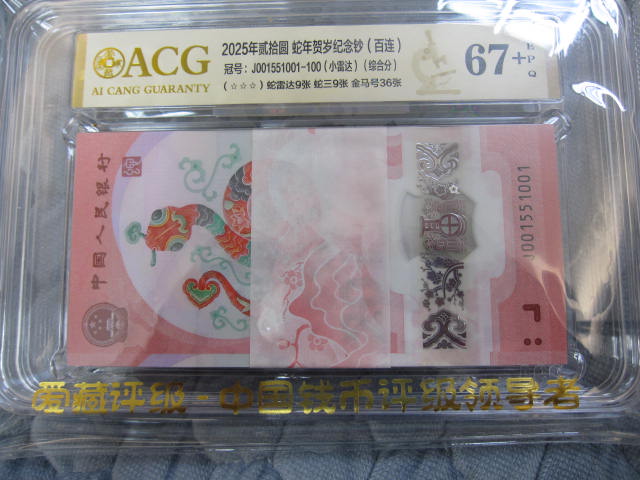 ACG
AI CANG GUARANTY
2025年贰拾圆 蛇年贺岁纪念钞（百连）
冠号：J001551001-100（小雷达）（综合分）
（☆☆☆）蛇雷达9张 蛇三9张 金马号36张
67+
EPQ
中国人民银行
J001551001
爱藏评级-中国钱币评级领导者